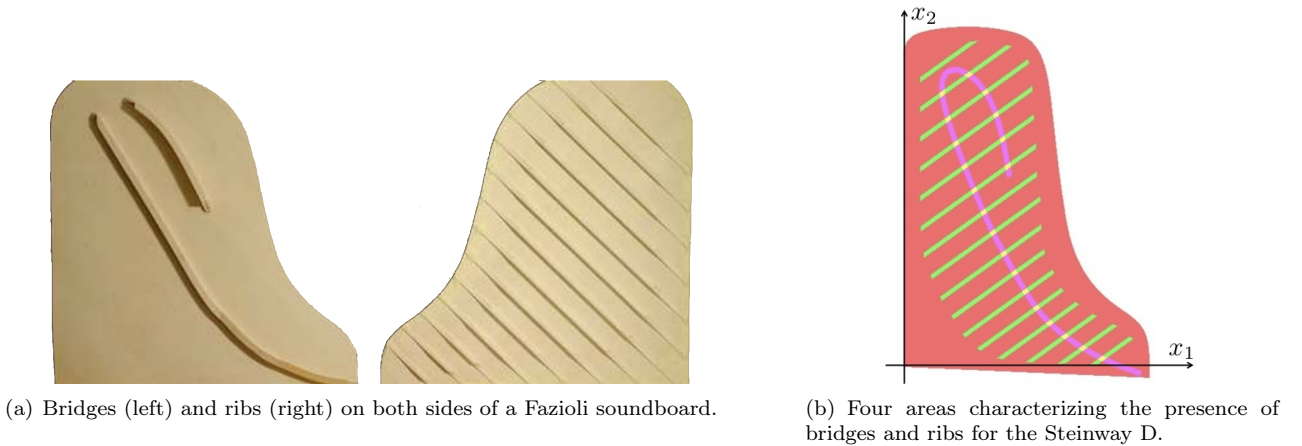 x₂
x₁
(a) Bridges (left) and ribs (right) on both sides of a Fazioli soundboard.
(b) Four areas characterizing the presence of
bridges and ribs for the Steinway D.